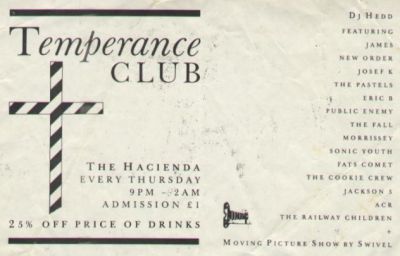 Temperance
CLUB
THE HACIENDA
EVERY THURSDAY
9PM - 2AM
ADMISSION £1
25% OFF PRICE OF DRINKS
DJ HEDD
FEATURING
JAMES
NEW ORDER
JOSEF K
THE PASTELS
ERIC B
PUBLIC ENEMY
THE FALL
MORRISSEY
SONIC YOUTH
FATS COMET
THE COOKIE CREW
JACKSON 5
ACR
THE RAILWAY CHILDREN
+
MOVING PICTURE SHOW BY SWIVEL